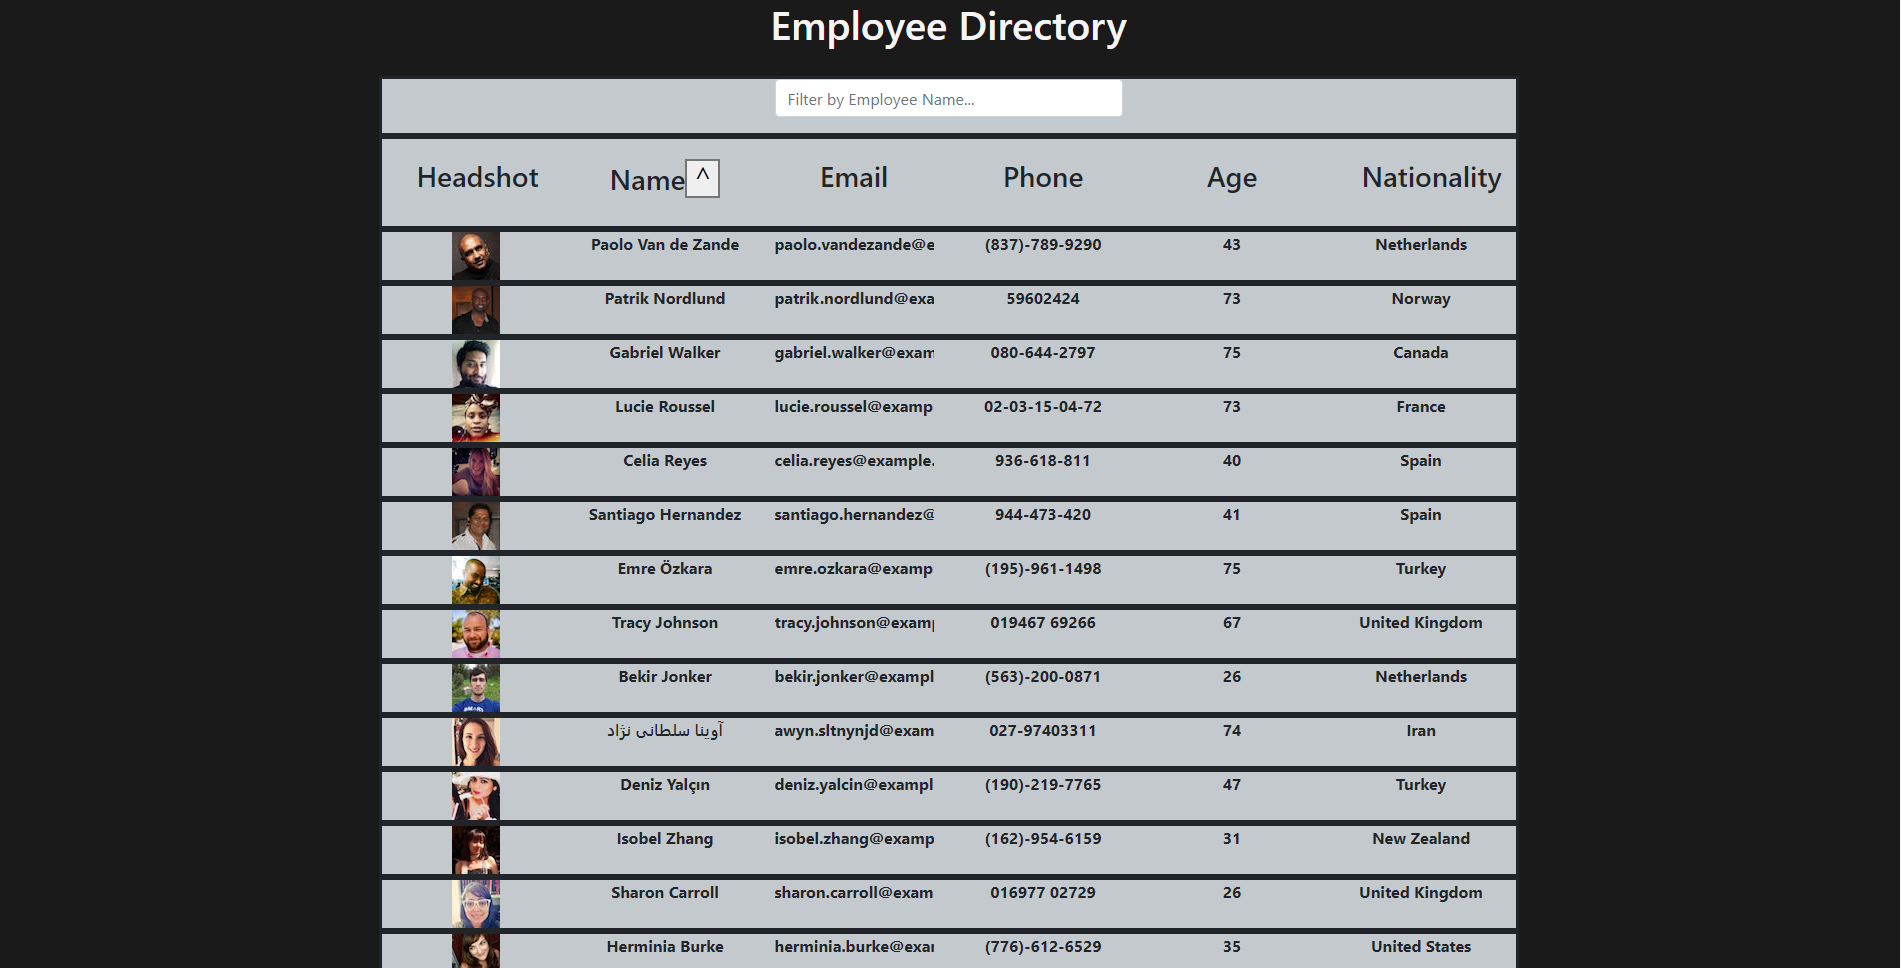 Employee Directory
Filter by Employee Name...
Headshot Name ^ Email Phone Age Nationality
Paolo Van de Zande paolo.vandezande@e (837)-789-9290 43 Netherlands
Patrik Nordlund patrik.nordlund@exa 59602424 73 Norway
Gabriel Walker gabriel.walker@exam 080-644-2797 75 Canada
Lucie Roussel lucie.roussel@examp 02-03-15-04-72 73 France
Celia Reyes celia.reyes@example. 936-618-811 40 Spain
Santiago Hernandez santiago.hernandez@ 944-473-420 41 Spain
Emre Özkara emre.ozkara@examp (195)-961-1498 75 Turkey
Tracy Johnson tracy.johnson@examp 019467 69266 67 United Kingdom
Bekir Jonker bekir.jonker@exampl (563)-200-0871 26 Netherlands
آوینا سلطانی نژاد awyn.sltnynjd@exam 027-97403311 74 Iran
Deniz Yalçın deniz.yalcin@exampl (190)-219-7765 47 Turkey
Isobel Zhang isobel.zhang@examp (162)-954-6159 31 New Zealand
Sharon Carroll sharon.carroll@exam 016977 02729 26 United Kingdom
Herminia Burke herminia.burke@exar (776)-612-6529 35 United States